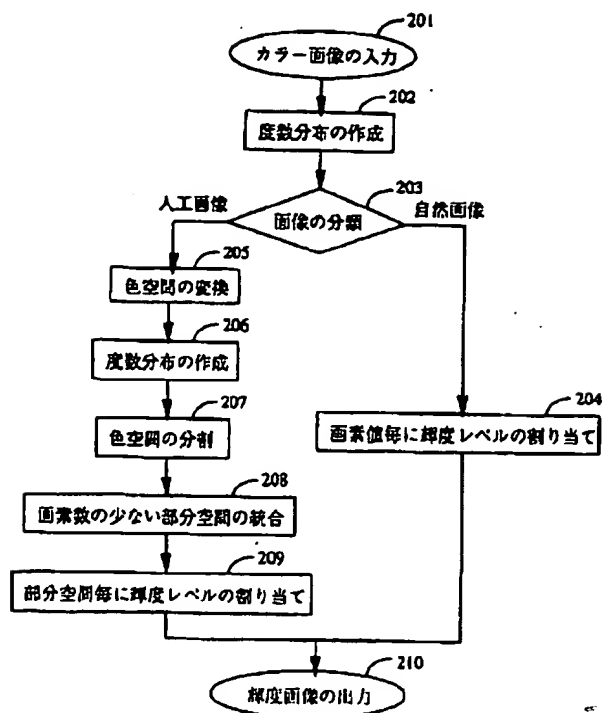 201
カラー画像の入力
202
度数分布の作成
203
人工画像
画像の分類
自然画像
205
色空間の変換
206
度数分布の作成
207
色空間の分割
204
画素値毎に輝度レベルの割り当て
208
画素数の少ない部分空間の統合
209
部分空間毎に輝度レベルの割り当て
210
輝度画像の出力